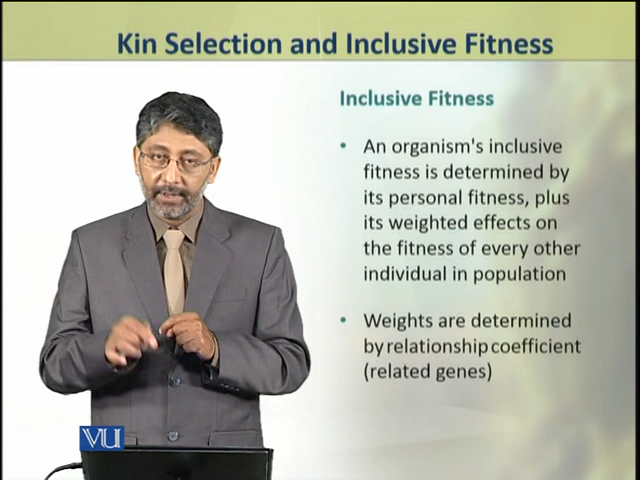 Kin Selection and Inclusive Fitness
Inclusive Fitness
• An organism's inclusive
fitness is determined by
its personal fitness, plus
its weighted effects on
the fitness of every other
individual in population
• Weights are determined
by relationship coefficient
(related genes)
VU